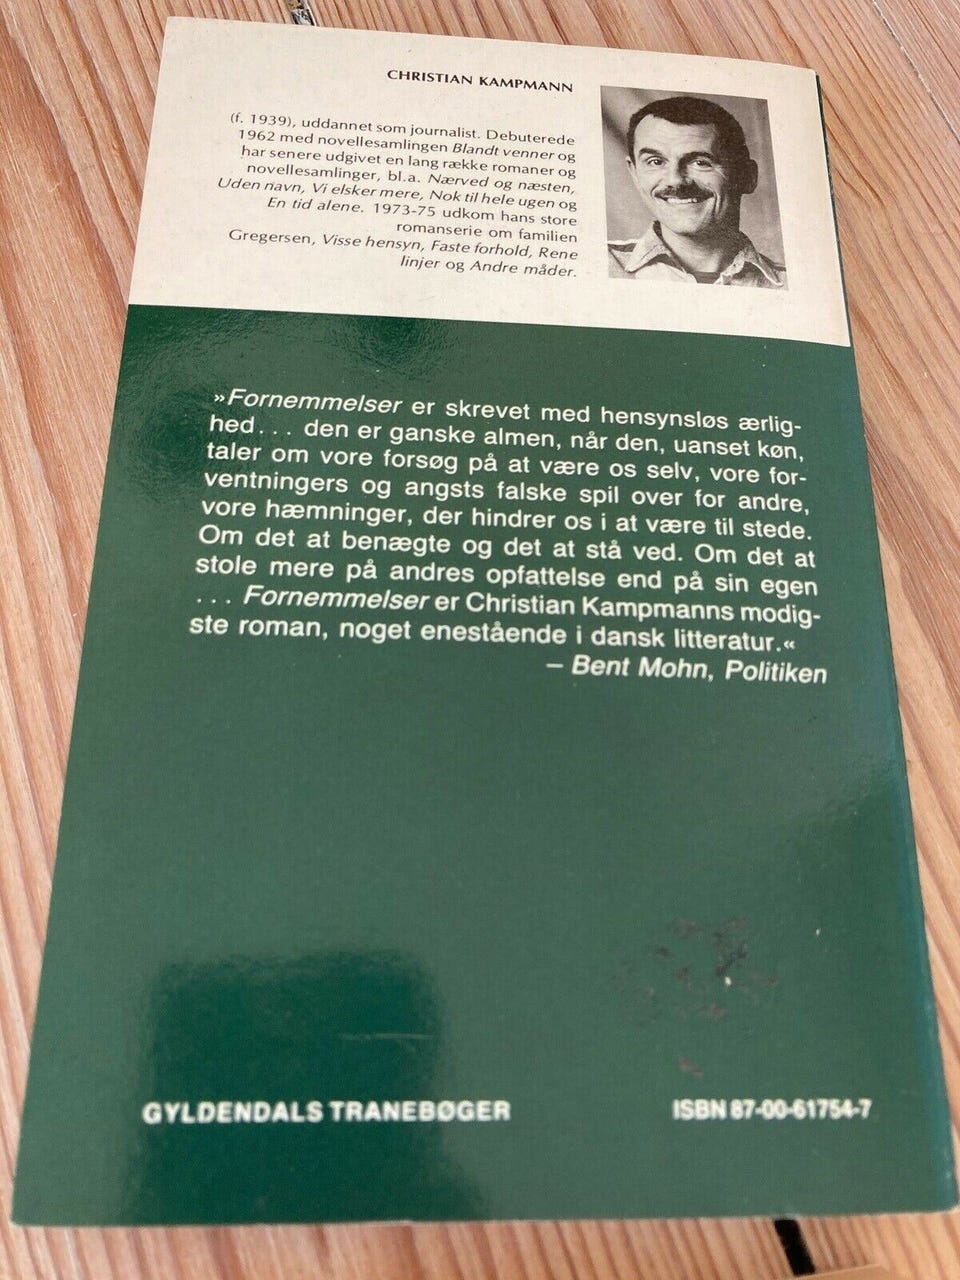 CHRISTIAN KAMPMANN
(f. 1939), uddannet som journalist. Debuterede
1962 med novellesamlingen Blandt venner og
har senere udgivet en lang række romaner og
novellesamlinger, bl.a. Nærved og næsten,
Uden navn, Vi elsker mere, Nok til hele ugen og
En tid alene. 1973-75 udkom hans store
romanserie om familien
Gregersen, Visse hensyn, Faste forhold, Rene
linjer og Andre måder.
»Fornemmelser er skrevet med hensynsløs ærlig-
hed... den er ganske almen, når den, uanset køn,
taler om vore forsøg på at være os selv, vore for-
ventningers og angsts falske spil over for andre,
vore hæmninger, der hindrer os i at være til stede.
Om det at benægte og det at stå ved. Om det at
stole mere på andres opfattelse end på sin egen
... Fornemmelser er Christian Kampmanns modig-
ste roman, noget enestående i dansk litteratur.«
– Bent Mohn, Politiken
GYLDENDALS TRANEBØGER
ISBN 87-00-61754-7